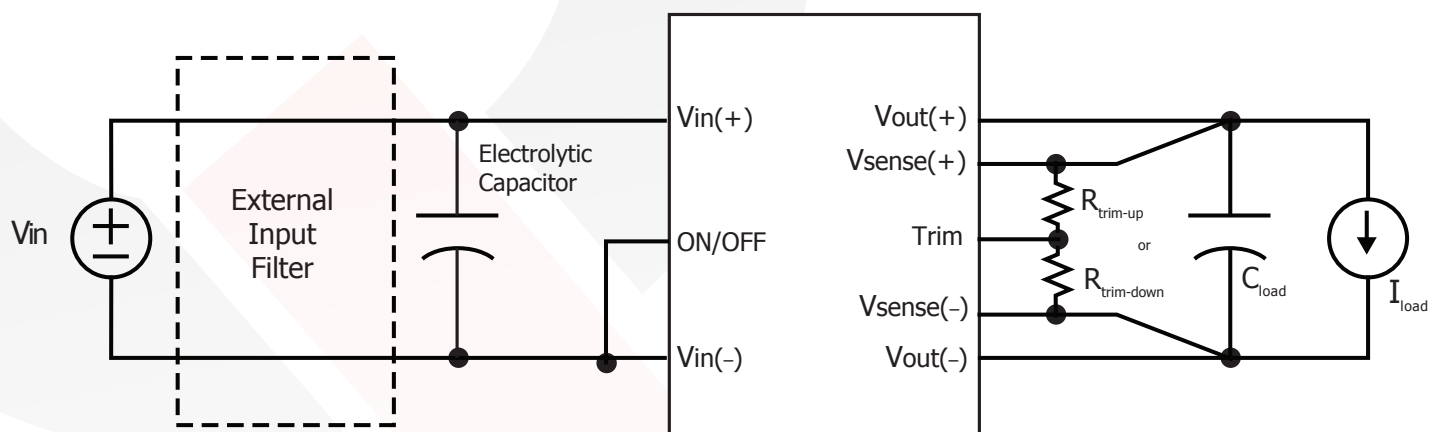 Vin
External
Input
Filter
Electrolytic
Capacitor
Vin(+)
ON/OFF
Vin(–)
Vout(+)
Vsense(+)
Trim
Vsense(–)
Vout(–)
Rtrim-up
or
Rtrim-down
Cload
Iload